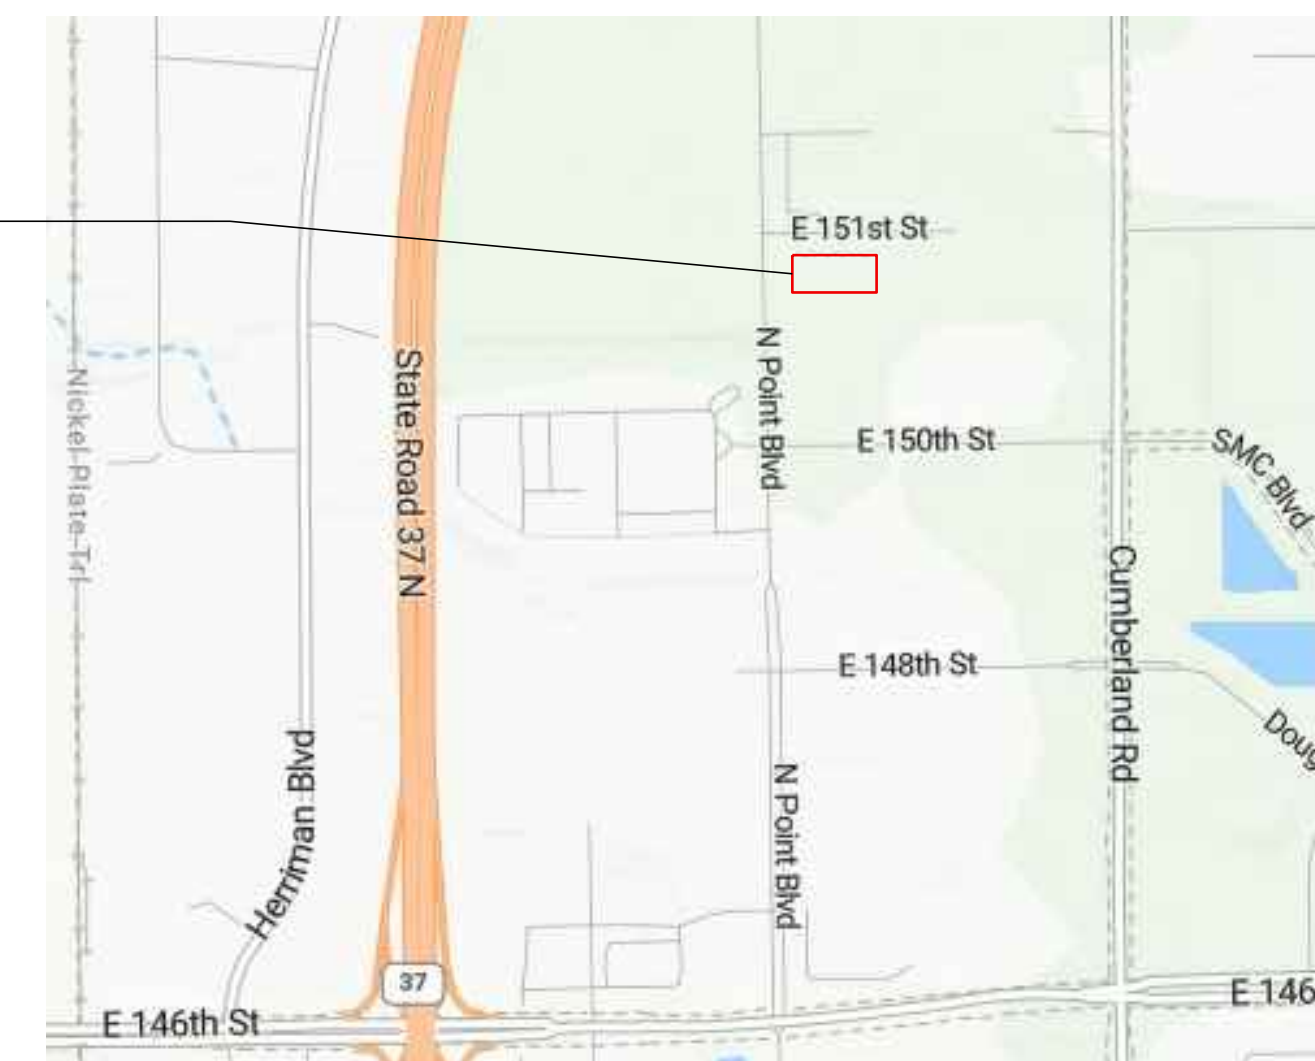 E 151st St
N Point Blvd
State Road 37 N
Nickel Plate Trl
E 150th St
SMC Blvd
Cumberland Rd
E 148th St
Doug
Herriman Blvd
N Point Blvd
37
E 146
E 146th St